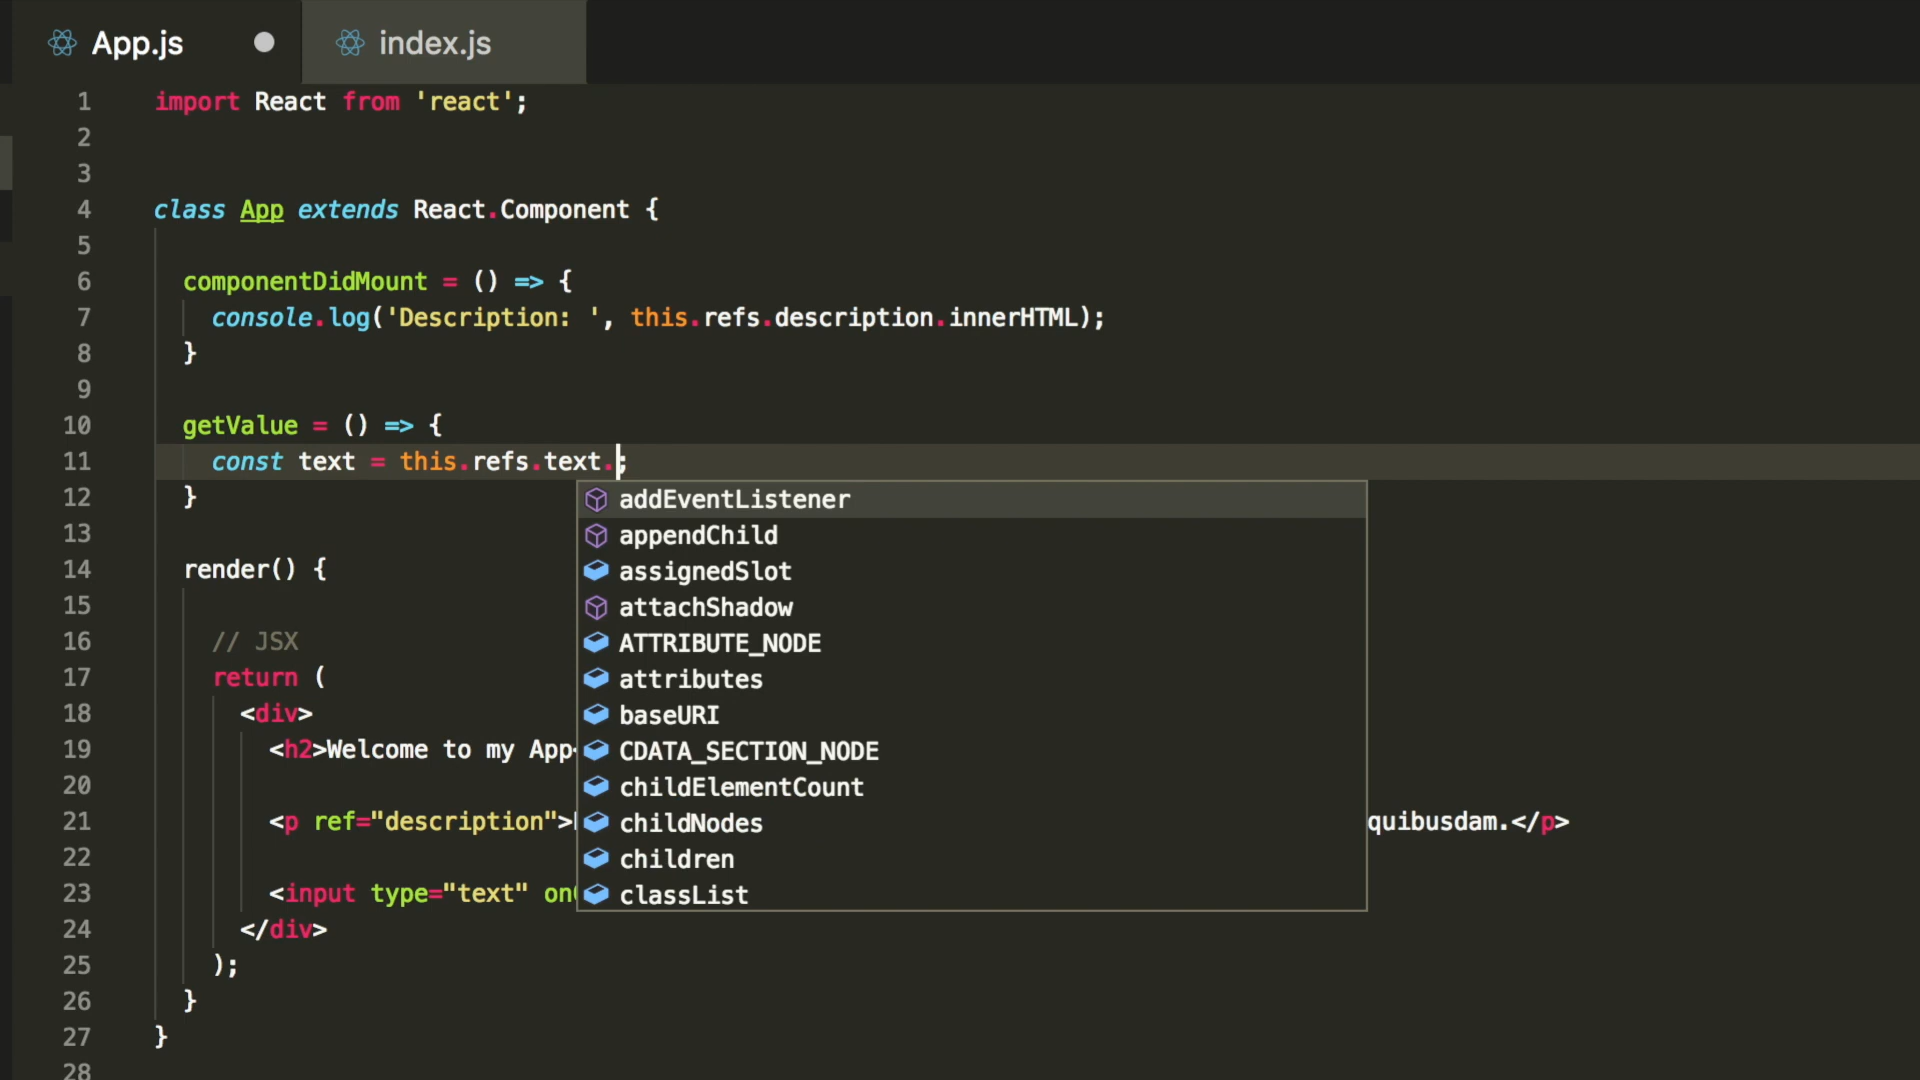 App.js
index.js
1 import React from 'react';
2
3
4 class App extends React.Component {
5
6 componentDidMount = () => {
7 console.log('Description: ', this.refs.description.innerHTML);
8 }
9
10 getValue = () => {
11 const text = this.refs.text.;
12 }
addEventListener
13
appendChild
14 render() {
assignedSlot
15
attachShadow
16 // JSX
ATTRIBUTE_NODE
17 return (
attributes
18 <div>
baseURI
19 <h2>Welcome to my App
CDATA_SECTION_NODE
20
childElementCount
21 <p ref="description"> quibusdam.</p>
childNodes
22
children
23 <input type="text"
classList
24 </div>
25 );
26 }
27 }
28